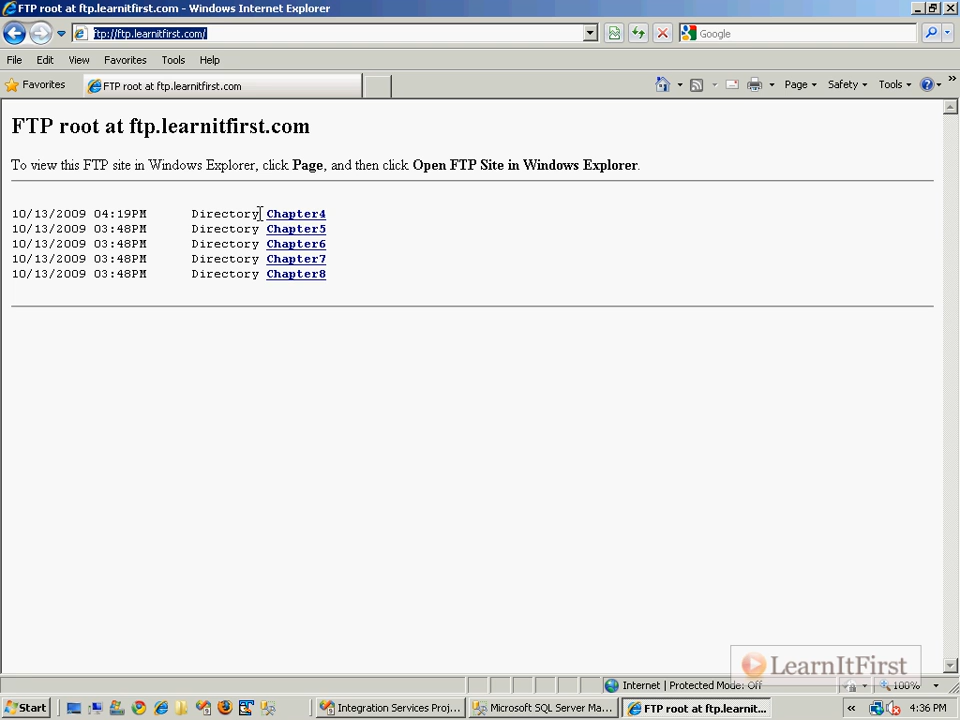 FTP root at ftp.learnitfirst.com - Windows Internet Explorer
ftp://ftp.learnitfirst.com/
Google
File Edit View Favorites Tools Help
Favorites FTP root at ftp.learnitfirst.com Page Safety Tools
FTP root at ftp.learnitfirst.com
To view this FTP site in Windows Explorer, click Page, and then click Open FTP Site in Windows Explorer.
10/13/2009 04:19PM Directory Chapter4
10/13/2009 03:48PM Directory Chapter5
10/13/2009 03:48PM Directory Chapter6
10/13/2009 03:48PM Directory Chapter7
10/13/2009 03:48PM Directory Chapter8
LearnItFirst
Internet | Protected Mode: Off 100%
Start Integration Services Proj... Microsoft SQL Server Ma... FTP root at ftp.learnit... 4:36 PM